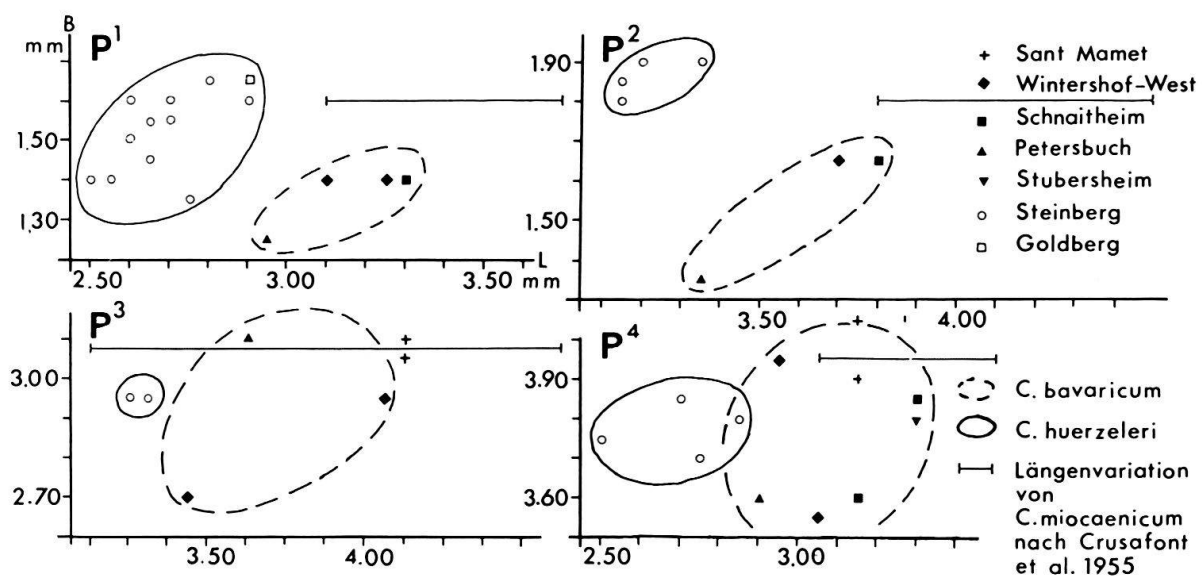 B
mm
P1
1.50
1.30
2.50
3.00
L
mm
3.50
P2
1.90
1.50
3.50
4.00
Sant Mamet
Wintershof-West
Schnaitheim
Petersbuch
Stubersheim
Steinberg
Goldberg
P3
3.00
2.70
3.50
4.00
P4
3.90
3.60
2.50
3.00
C. bavaricum
C. huerzeleri
Längenvariation
von
C.miocaenicum
nach Crusafont
et al. 1955